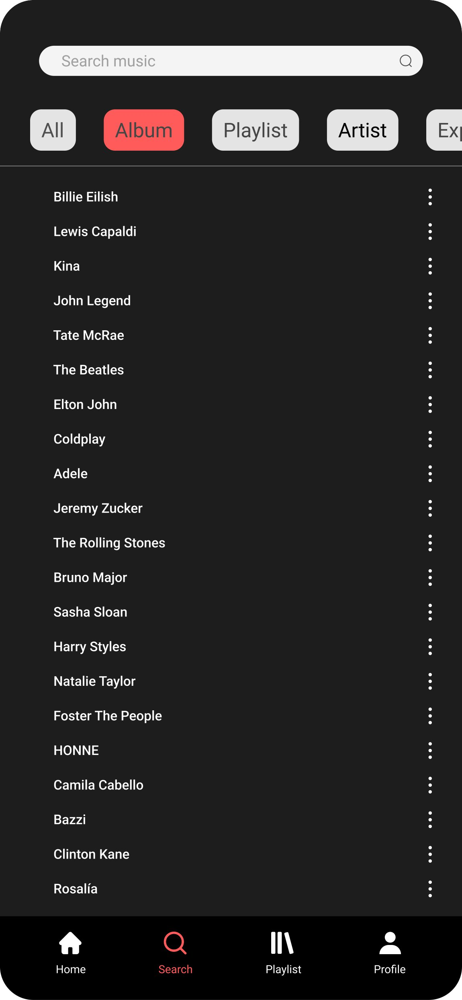 Search music
All Album Playlist Artist Exp
Billie Eilish
Lewis Capaldi
Kina
John Legend
Tate McRae
The Beatles
Elton John
Coldplay
Adele
Jeremy Zucker
The Rolling Stones
Bruno Major
Sasha Sloan
Harry Styles
Natalie Taylor
Foster The People
HONNE
Camila Cabello
Bazzi
Clinton Kane
Rosalía
Home Search Playlist Profile